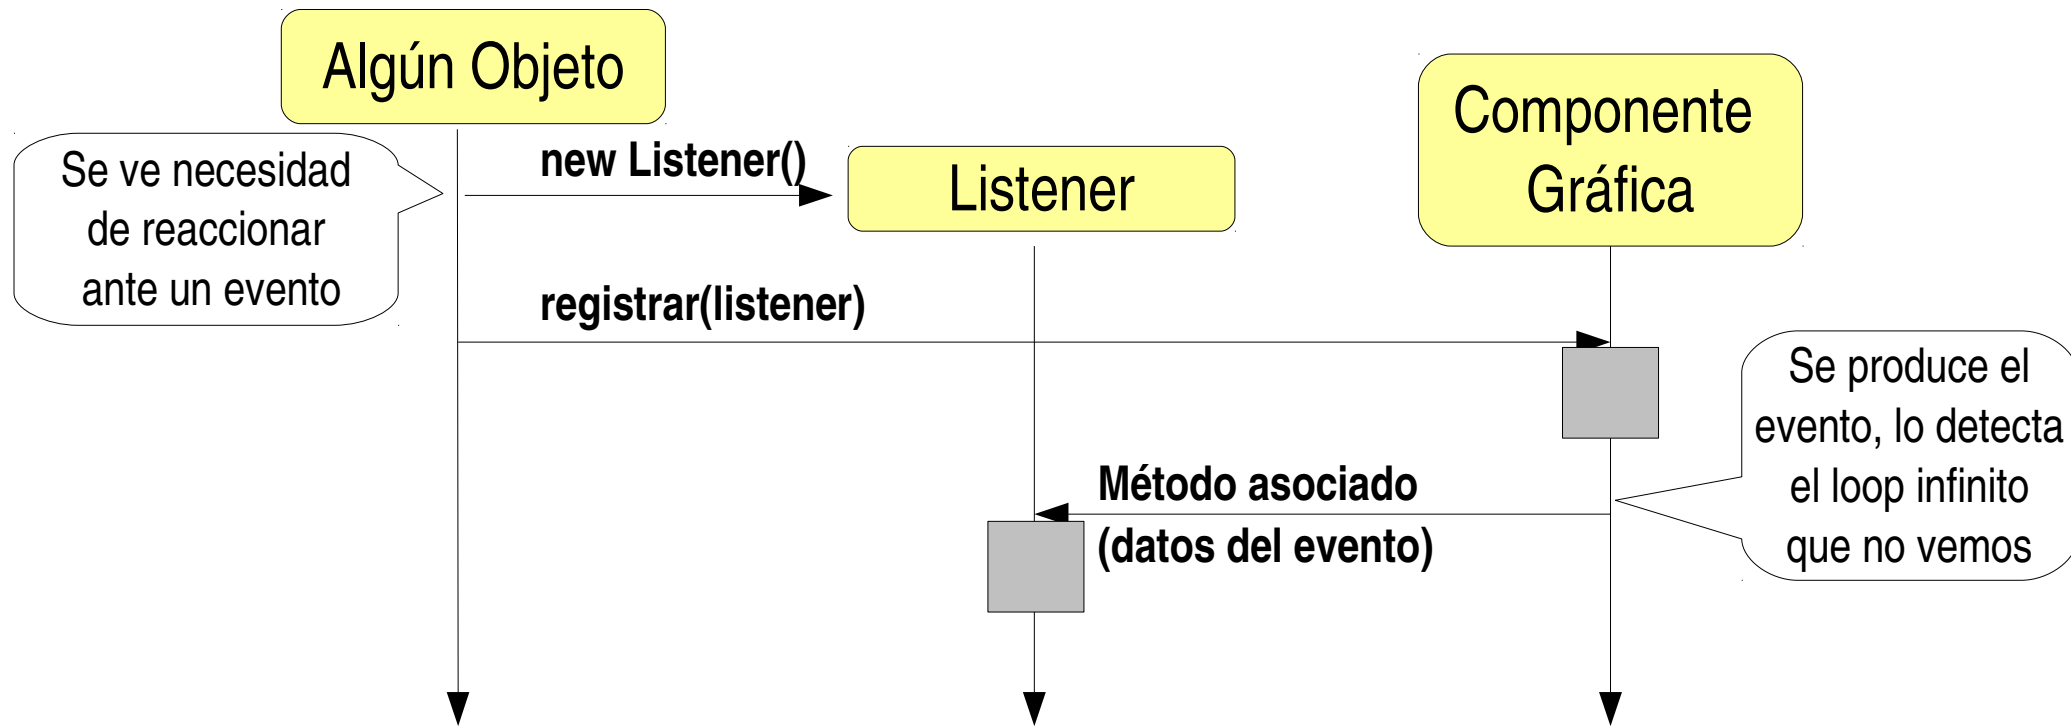 Algún Objeto
Se ve necesidad
de reaccionar
ante un evento
new Listener()
Listener
Componente
Gráfica
registrar(listener)
Se produce el
evento, lo detecta
el loop infinito
que no vemos
Método asociado
(datos del evento)